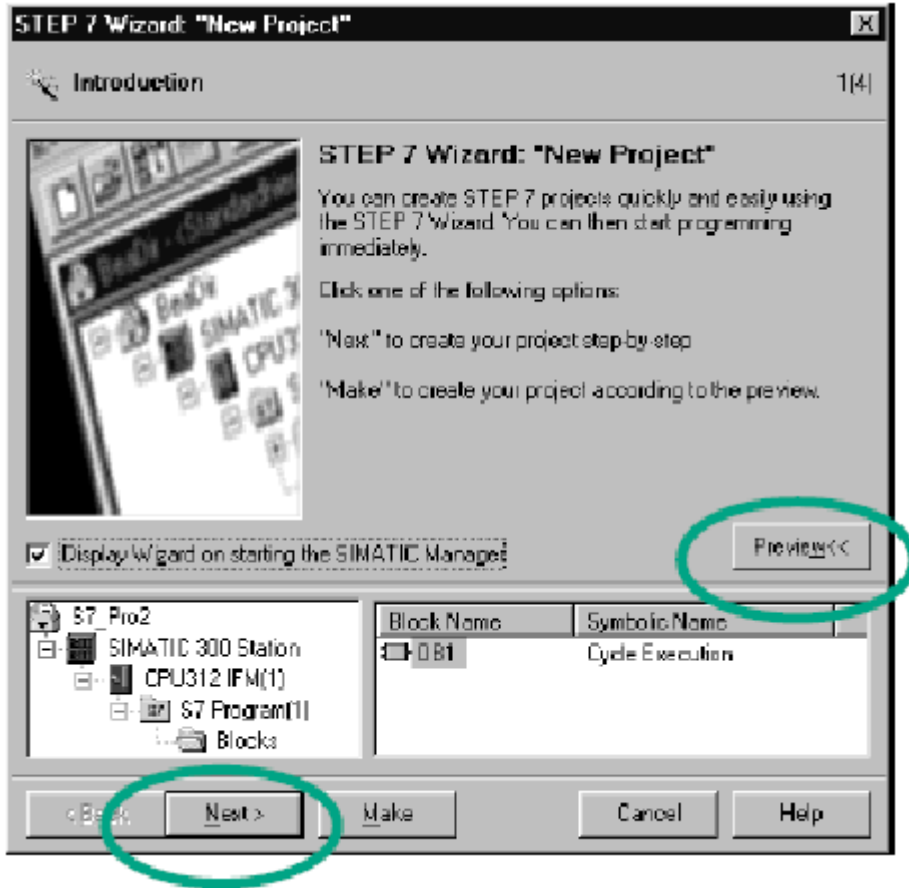 STEP 7 Wizard: "New Project"
Introduction
1(4)
STEP 7 Wizard: "New Project"
You can create STEP 7 projects quickly and easily using
the STEP 7 Wizard. You can then start programming
immediately.
Click one of the following options:
"Next" to create your project step-by-step
"Make" to create your project according to the preview.
BesDir
SIMATIC 3
CPU3
Display Wizard on starting the SIMATIC Manager
Preview<<
S7_Pro2
SIMATIC 300 Station
CPU312 IFM(1)
S7 Program(1)
Blocks
Block Name Symbolic Name
OB1 Cycle Execution
< Back Next > Make Cancel Help